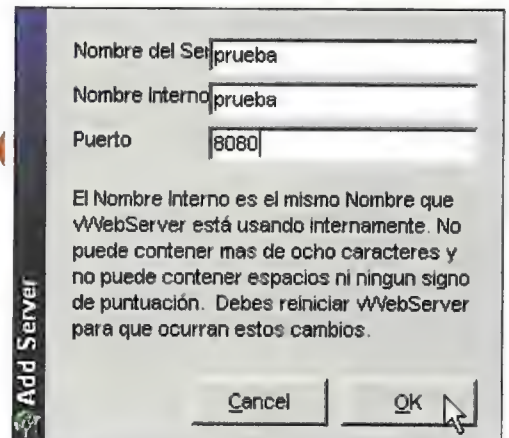 Nombre del Ser prueba
Nombre Interno prueba
Puerto 8080
El Nombre Interno es el mismo Nombre que
vWebServer está usando internamente. No
puede contener mas de ocho caracteres y
no puede contener espacios ni ningun signo
de puntuación. Debes reiniciar vWebServer
para que ocurran estos cambios.
Cancel OK
Add Server